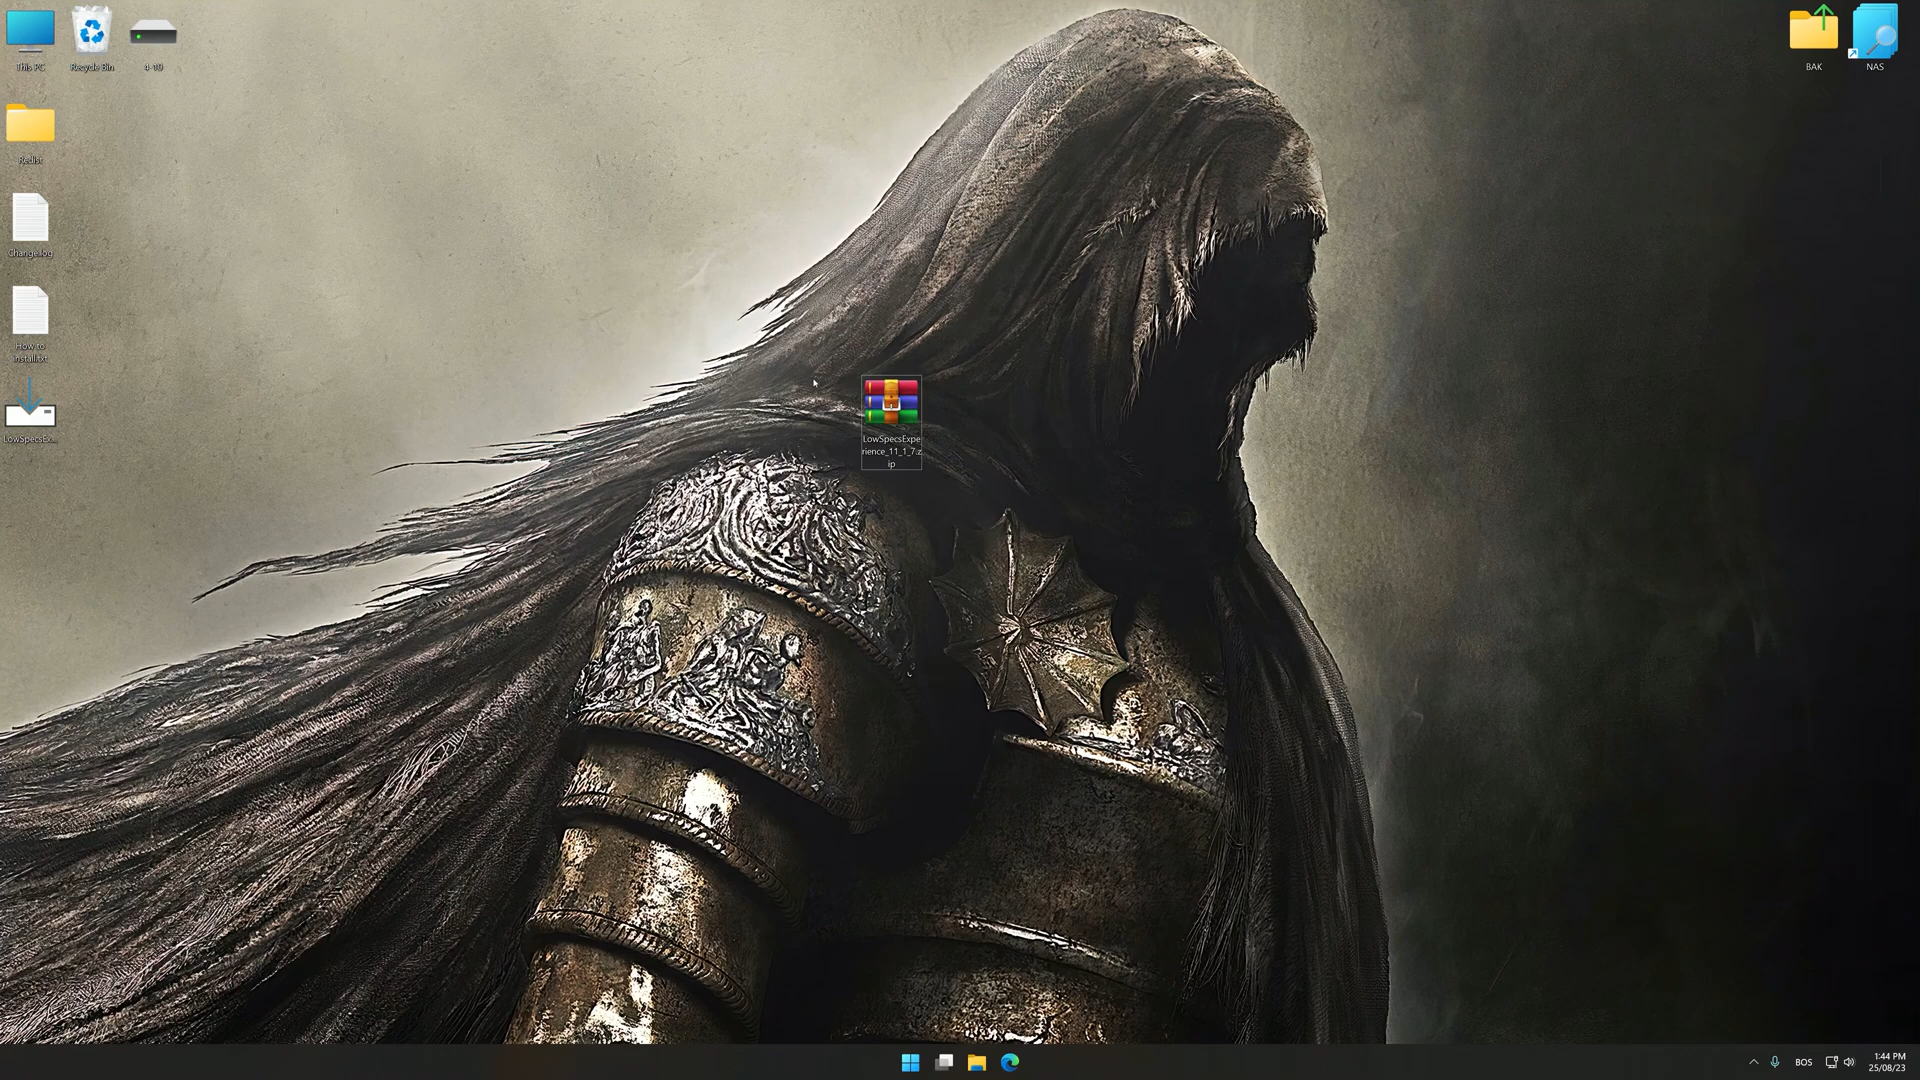 This PC
Recycle Bin
4-10
BAK
NAS
Redist
Changelog
How to
install.txt
LowSpecsEx...
LowSpecsExpe
rience_11_1_7.z
ip
BOS
1:44 PM
25/08/23